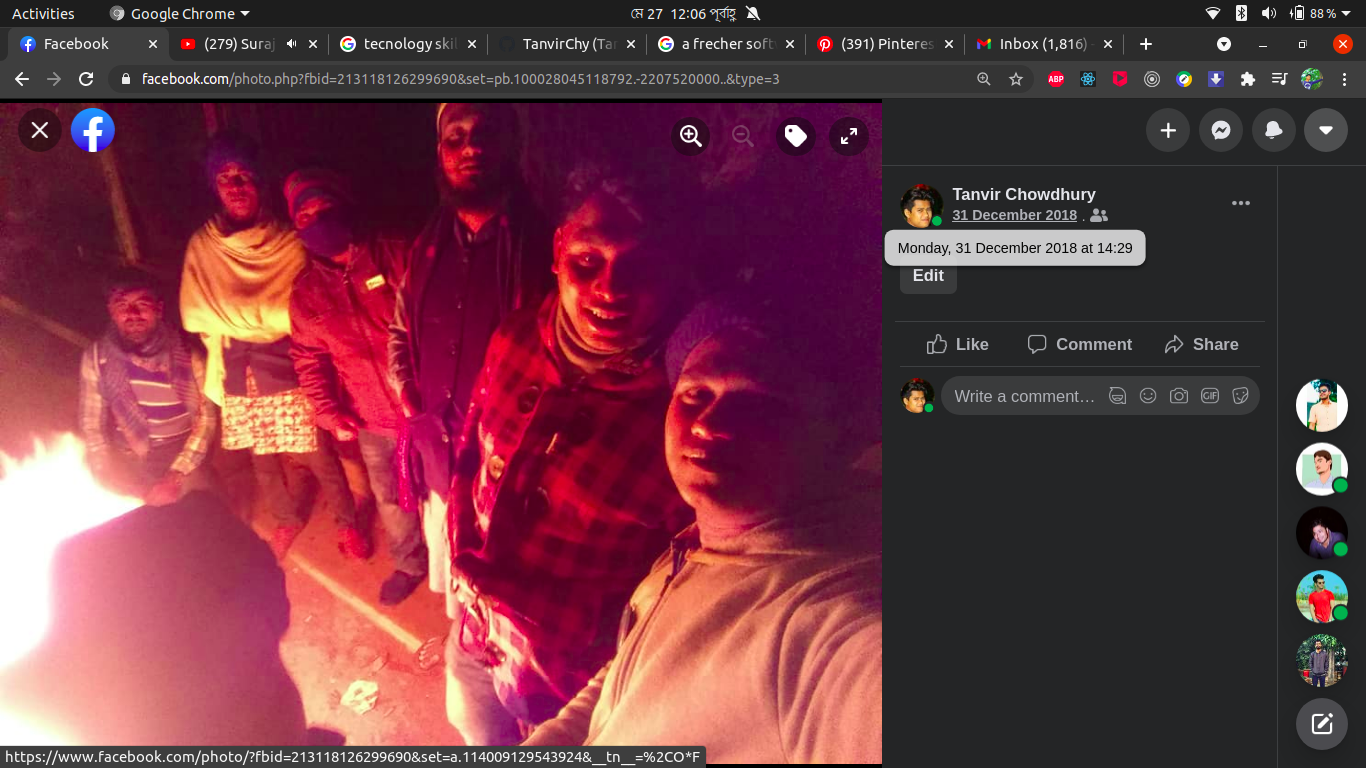 Activities Google Chrome মে 27 12:06 পূর্বাহ্ণ 88 %
Facebook (279) Suraj tecnology skil TanvirChy (Tan a frecher soft (391) Pinteres Inbox (1,816) -
facebook.com/photo.php?fbid=213118126299690&set=pb.100028045118792.-2207520000..&type=3
ABP
Tanvir Chowdhury
31 December 2018 .
Monday, 31 December 2018 at 14:29
Edit
Like Comment Share
Write a comment… GIF
https://www.facebook.com/photo/?fbid=213118126299690&set=a.114009129543924&__tn__=%2CO*F